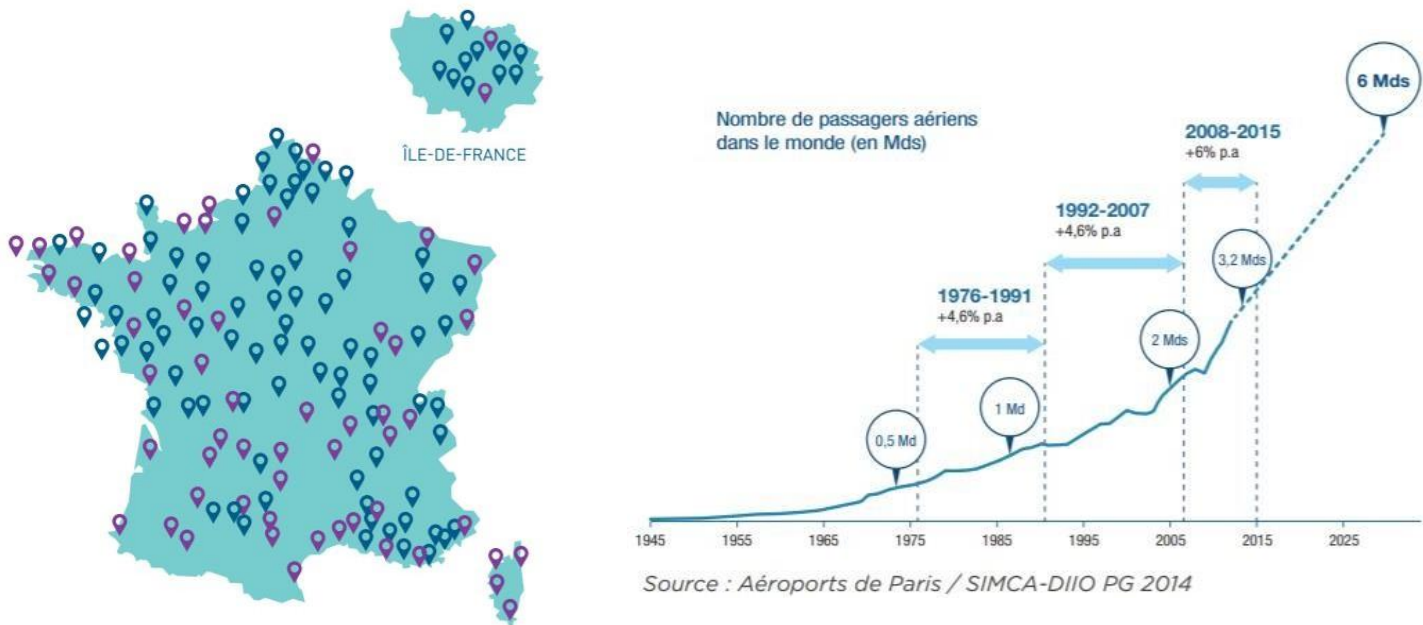 ÎLE-DE-FRANCE
Nombre de passagers aériens
dans le monde (en Mds)
6 Mds
2008-2015
+6% p.a
1992-2007
+4,6% p.a
3,2 Mds
1976-1991
+4,6% p.a
2 Mds
1 Md
0,5 Md
1945 1955 1965 1975 1985 1995 2005 2015 2025
Source : Aéroports de Paris / SIMCA-DIIO PG 2014